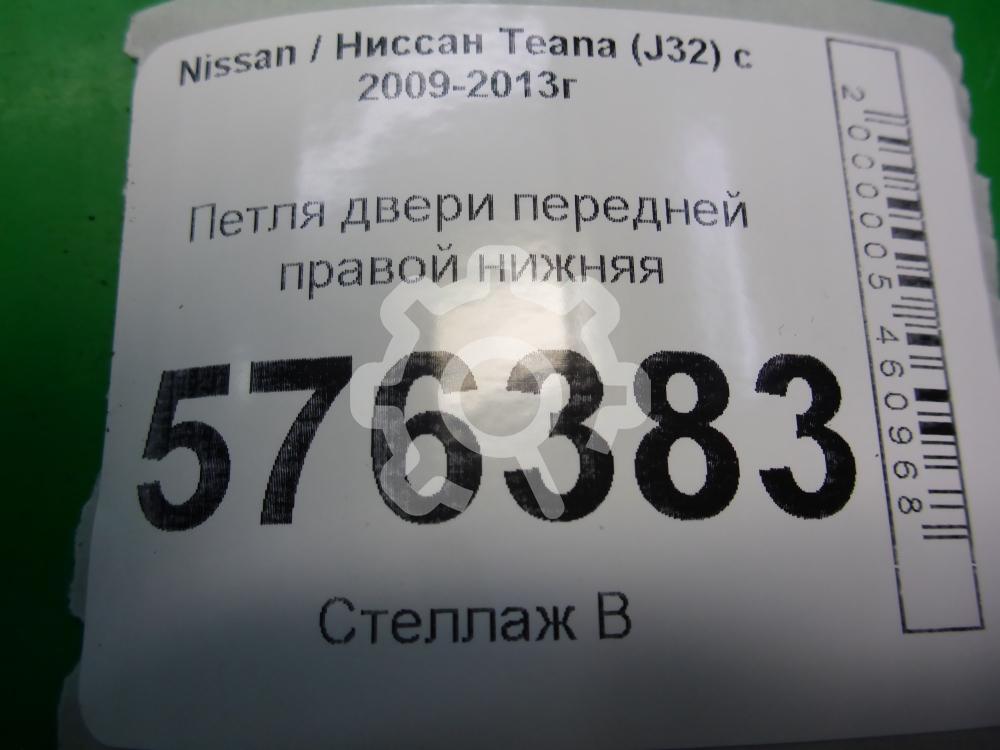 Nissan / Ниссан Teana (J32) с
2009-2013г
Петля двери передней
правой нижняя
576383
Стеллаж В
2000005460968